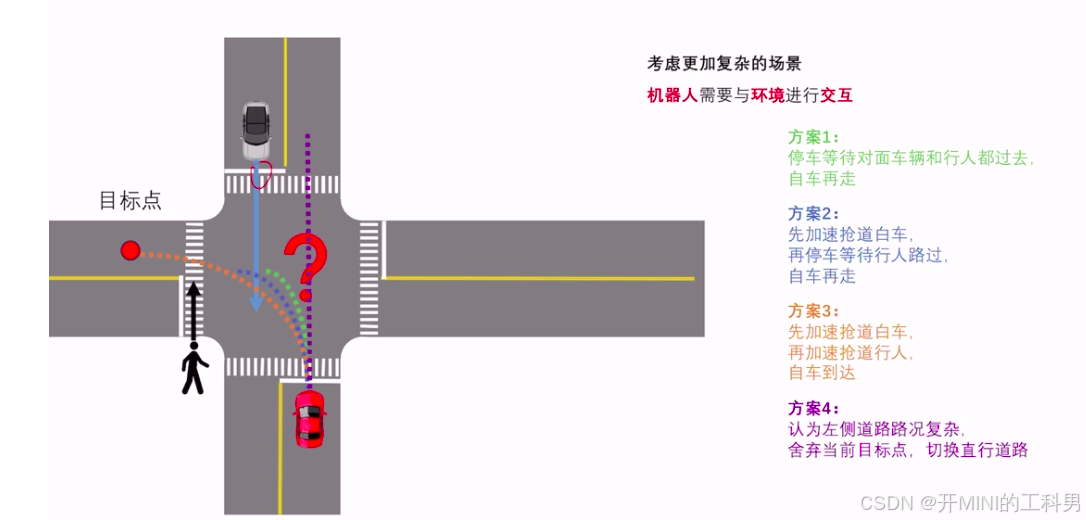 考虑更加复杂的场景
机器人需要与环境进行交互
方案1:
停车等待对面车辆和行人都过去，
自车再走
目标点
方案2:
先加速抢道白车，
再停车等待行人路过，
自车再走
方案3:
先加速抢道白车，
再加速抢道行人，
自车到达
方案4:
认为左侧道路路况复杂，
舍弃当前目标点，切换直行道路
CSDN @开MINI的工科男